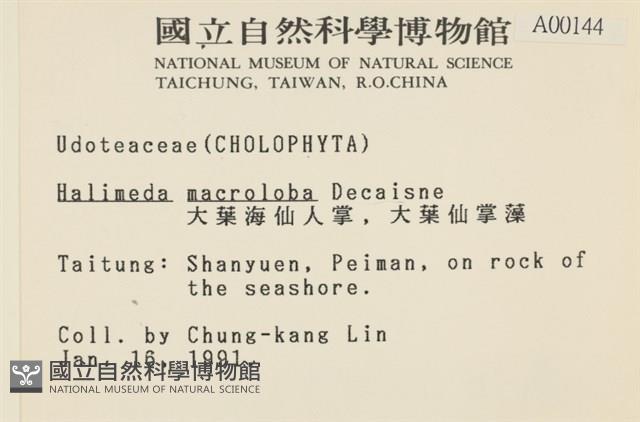 國立自然科學博物館
A00144
NATIONAL MUSEUM OF NATURAL SCIENCE
TAICHUNG, TAIWAN, R.O.CHINA
Udoteaceae(CHOLOPHYTA)
Halimeda macroloba Decaisne
大葉海仙人掌, 大葉仙掌藻
Taitung: Shanyuen, Peiman, on rock of
the seashore.
Coll. by Chung-kang Lin
Jan. 16, 1991.
國立自然科學博物館
NATIONAL MUSEUM OF NATURAL SCIENCE